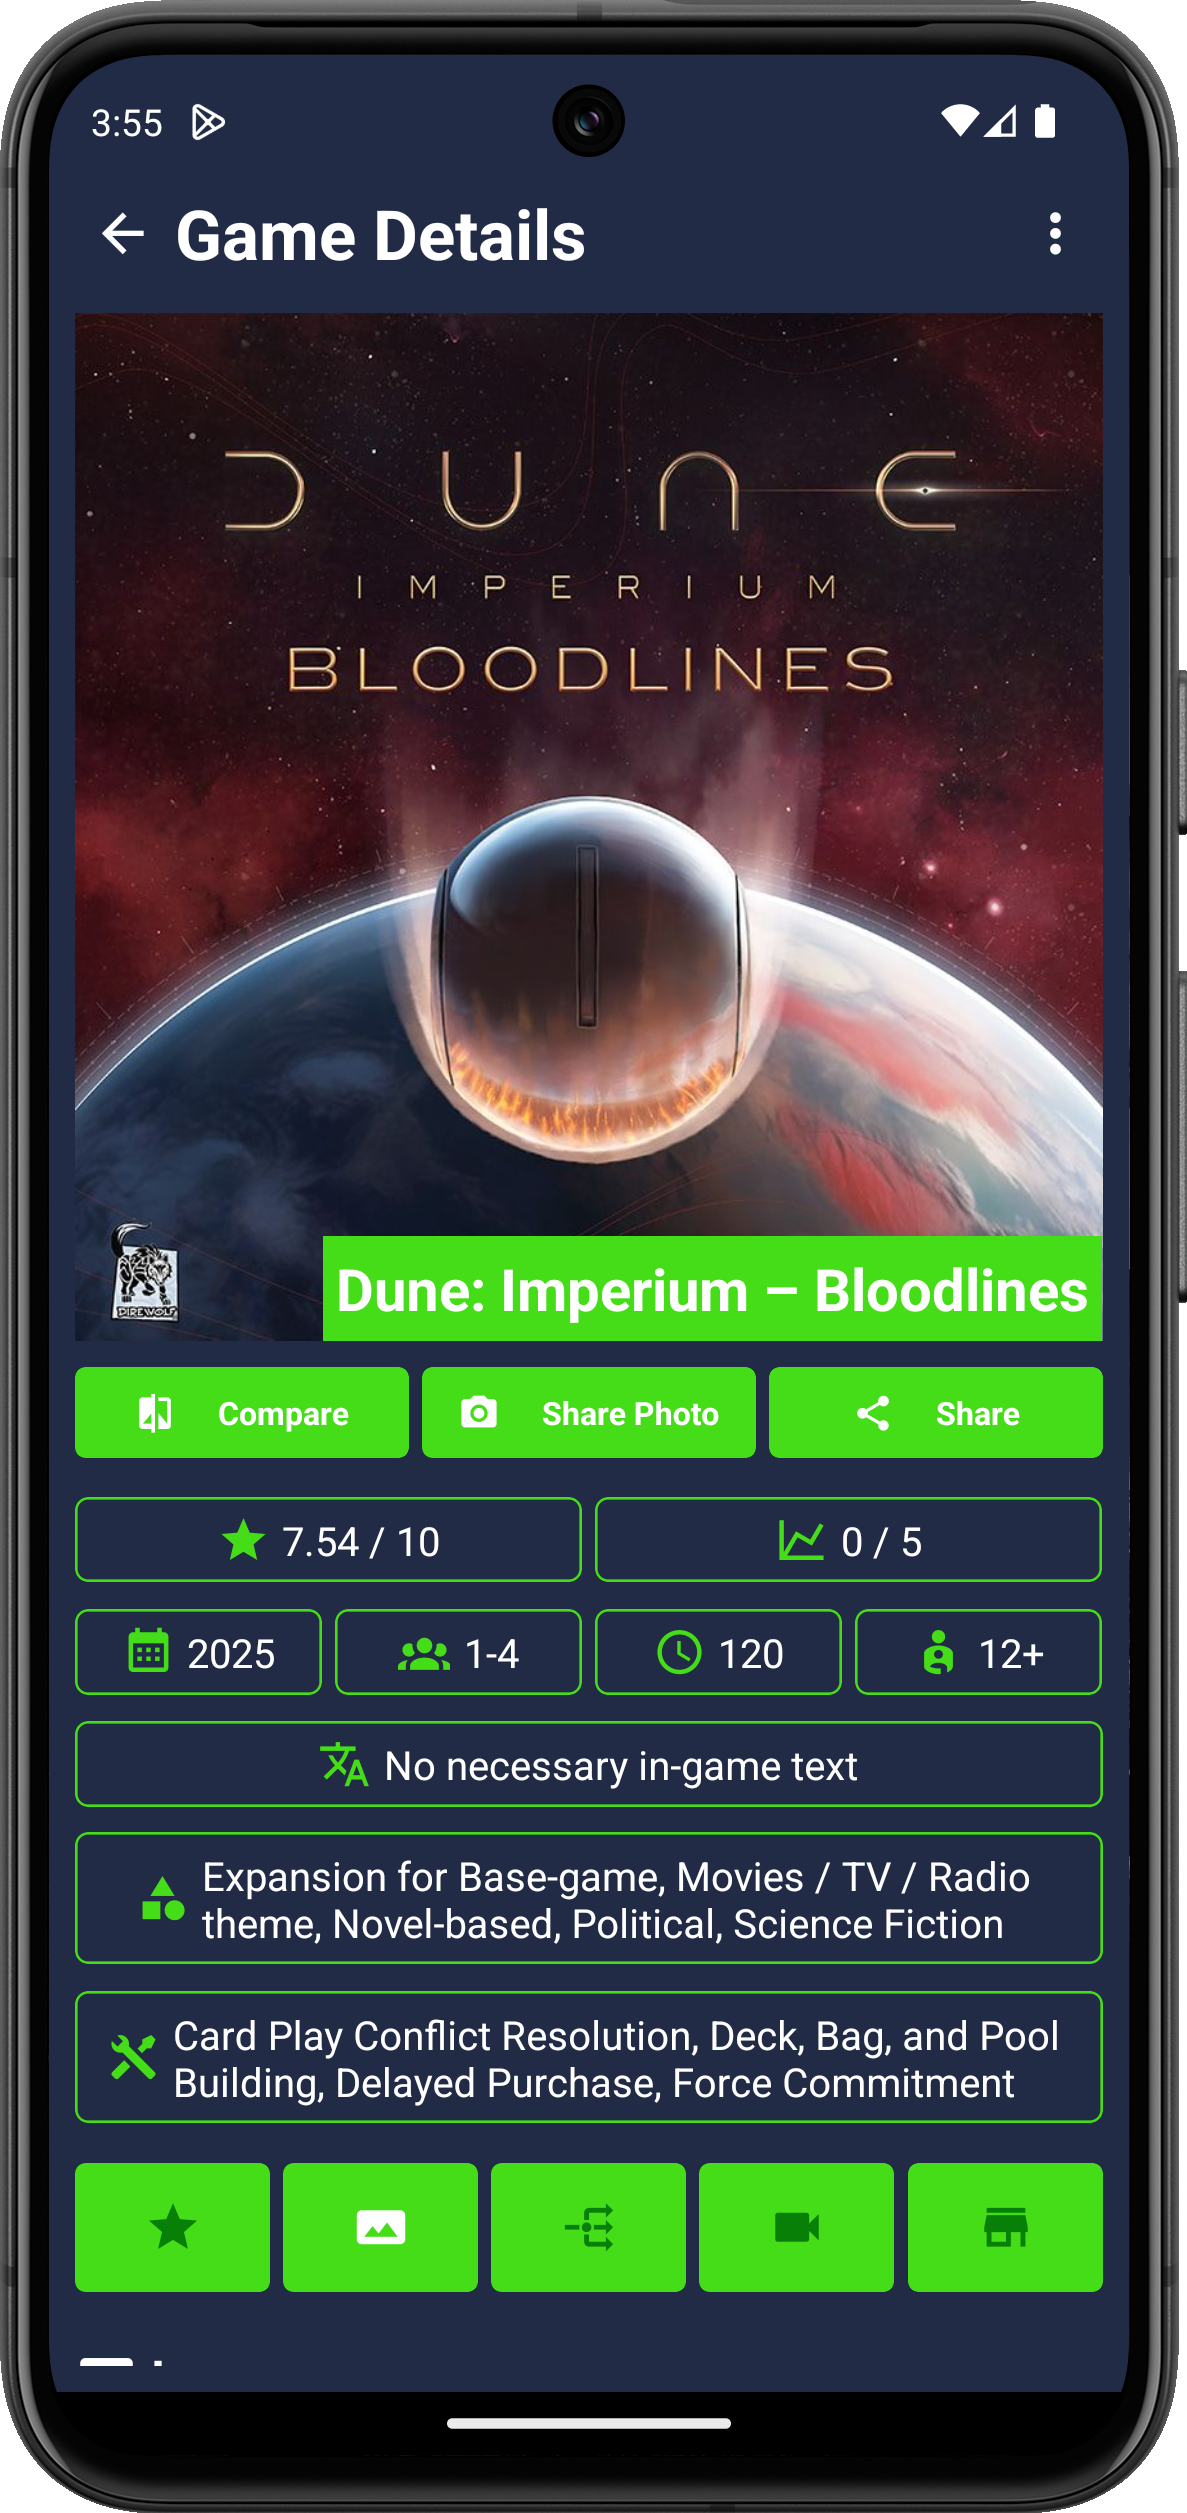 3:55
Game Details
DUNE
IMPERIUM
BLOODLINES
DIREWOLF
Dune: Imperium – Bloodlines
Compare
Share Photo
Share
7.54 / 10
0 / 5
2025
1-4
120
12+
No necessary in-game text
Expansion for Base-game, Movies / TV / Radio
theme, Novel-based, Political, Science Fiction
Card Play Conflict Resolution, Deck, Bag, and Pool
Building, Delayed Purchase, Force Commitment